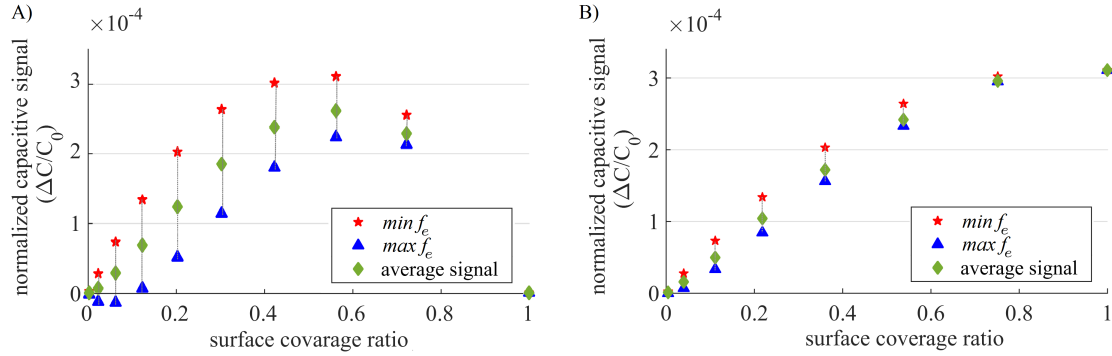 A)
×10⁻⁴
normalized capacitive signal
(ΔC/C₀)
3
2
1
0
min fₑ
max fₑ
average signal
0 0.2 0.4 0.6 0.8 1
surface covarage ratio
B)
×10⁻⁴
normalized capacitive signal
(ΔC/C₀)
3
2
1
0
min fₑ
max fₑ
average signal
0 0.2 0.4 0.6 0.8 1
surface coverage ratio